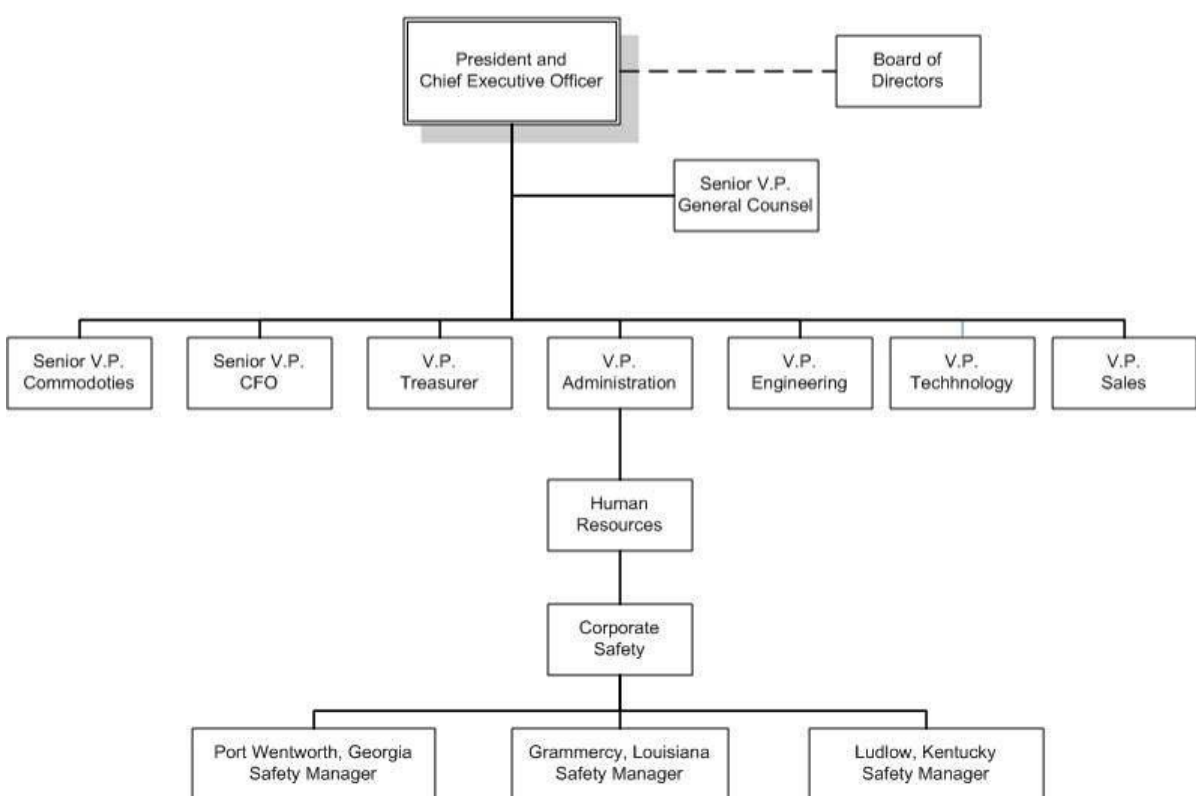 President and
Chief Executive Officer
Board of
Directors
Senior V.P.
General Counsel
Senior V.P.
Commodoties
Senior V.P.
CFO
V.P.
Treasurer
V.P.
Administration
V.P.
Engineering
V.P.
Techhnology
V.P.
Sales
Human
Resources
Corporate
Safety
Port Wentworth, Georgia
Safety Manager
Grammercy, Louisiana
Safety Manager
Ludlow, Kentucky
Safety Manager